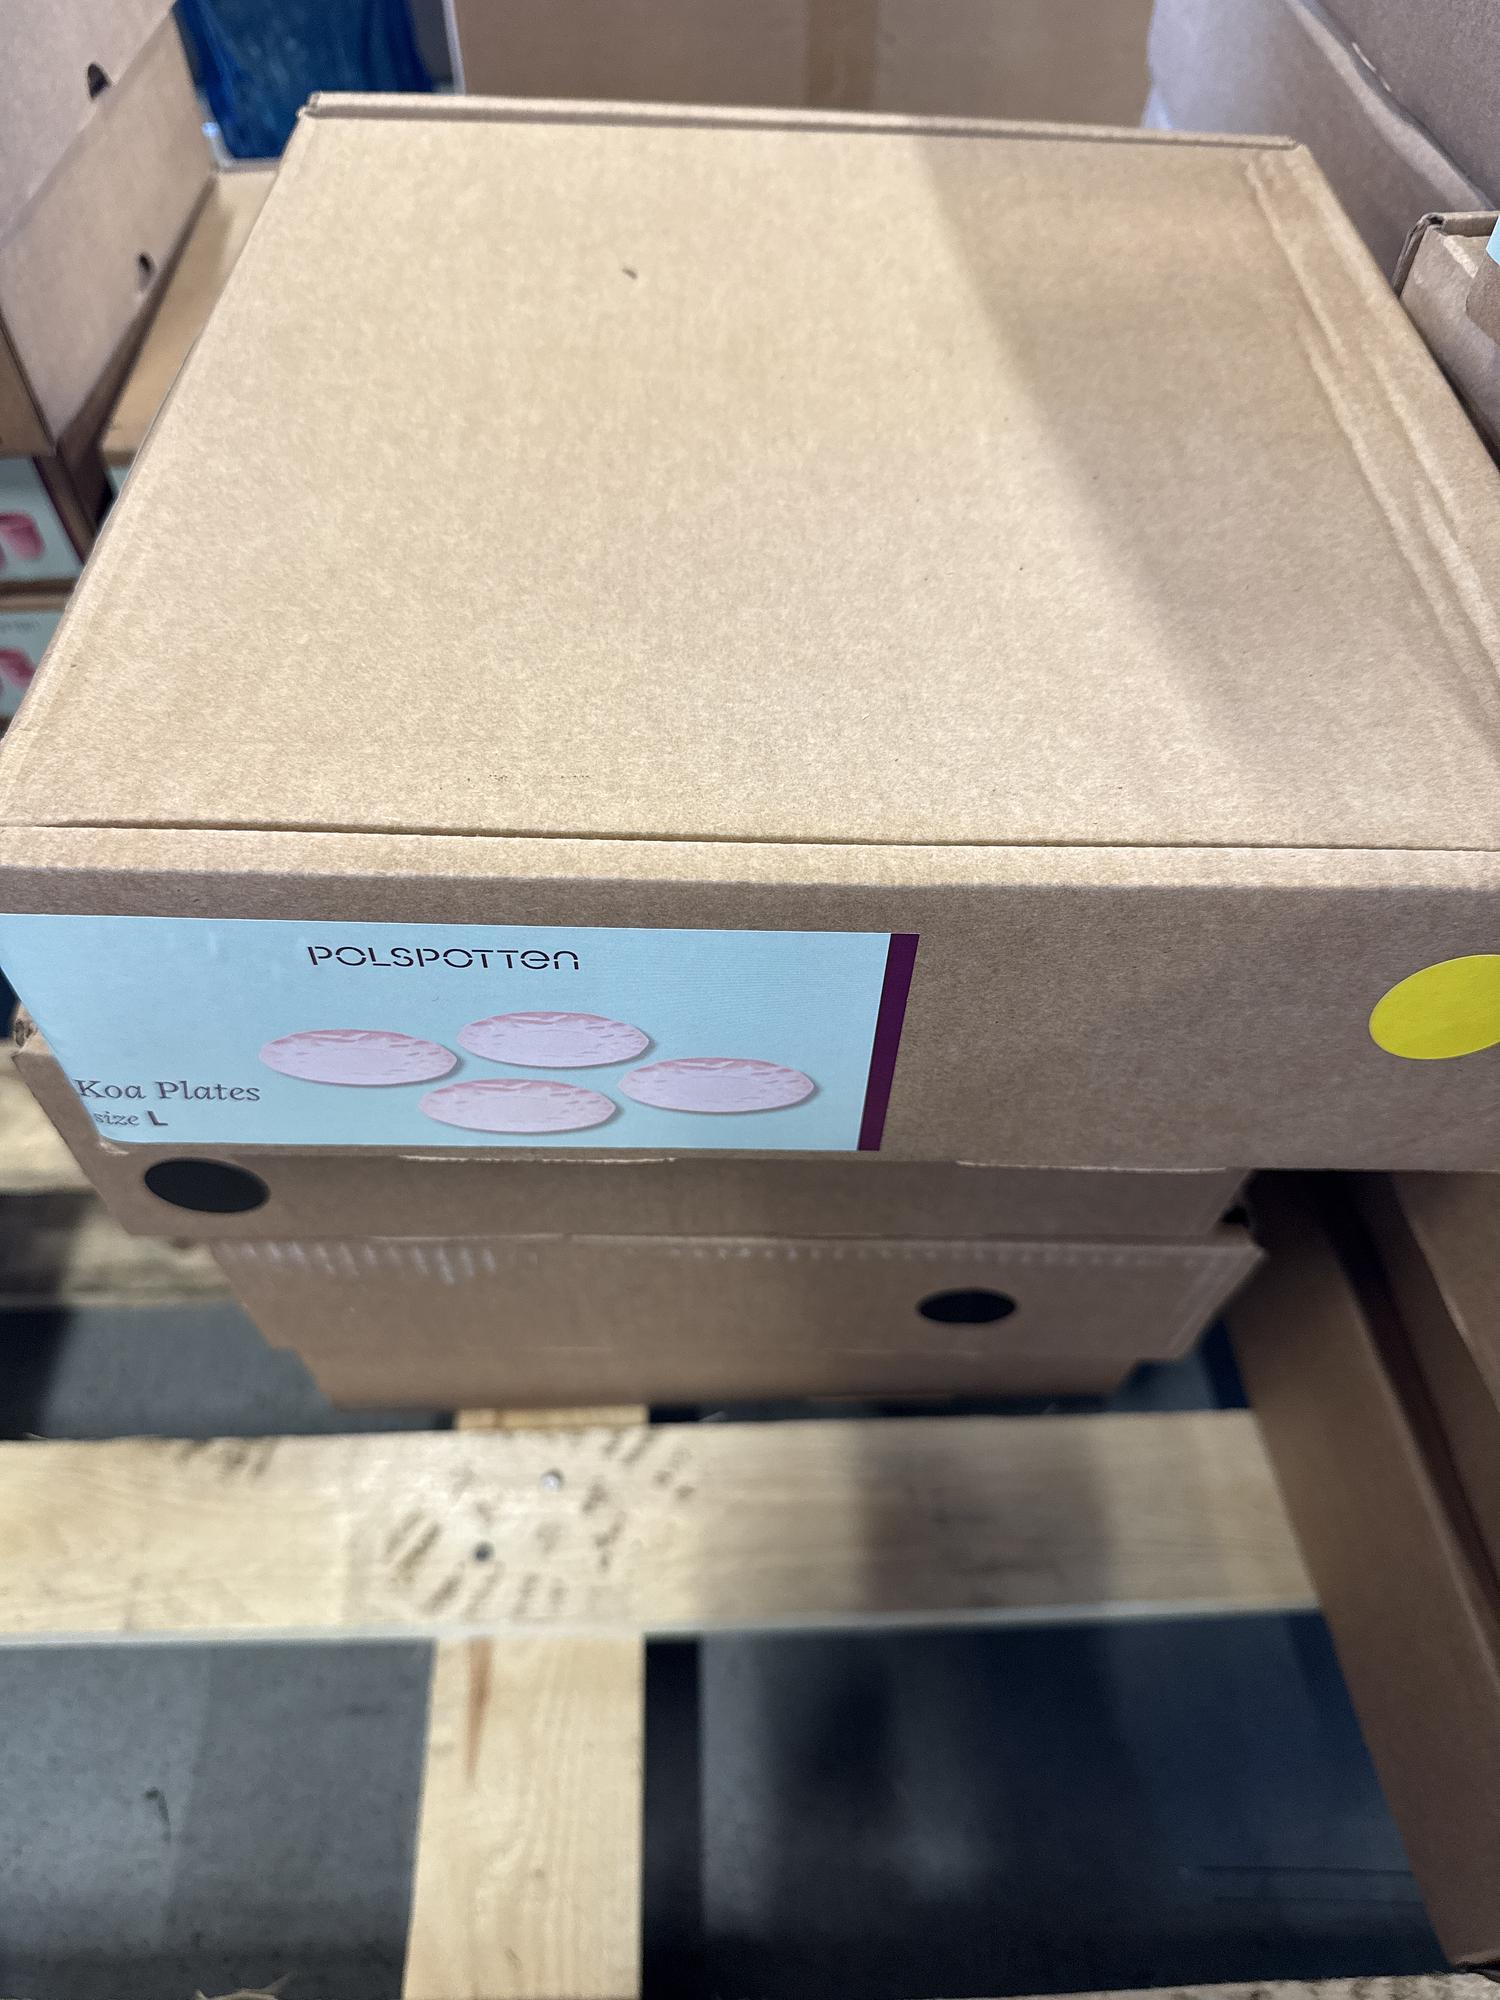 POLSPOTTEN
Koa Plates
size L